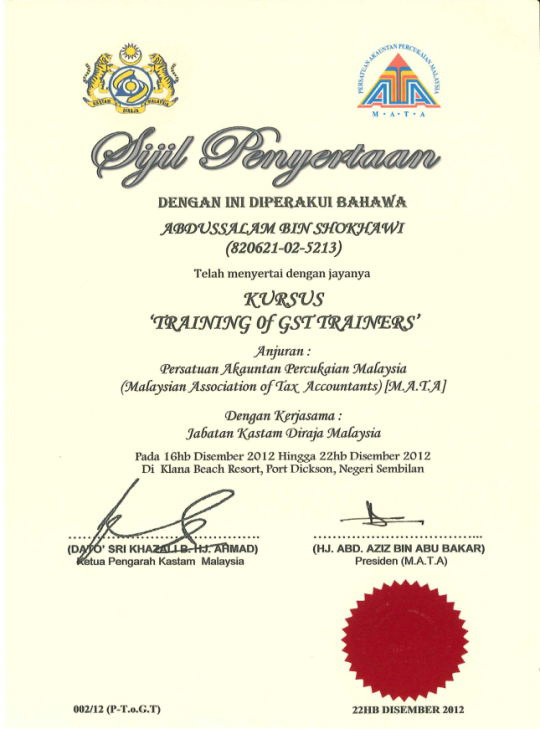 KASTAM DIRAJA MALAYSIA
PERSATUAN AKAUNTAN PERCUKAIAN MALAYSIA
ATA
M · A · T · A
Sijil Penyertaan
DENGAN INI DIPERAKUI BAHAWA
ABDUSSALAM BIN SHOKHAWI
(820621-02-5213)
Telah menyertai dengan jayanya
KURSUS
‘TRAINING Of GST TRAINERS’
Anjuran :
Persatuan Akauntan Percukaian Malaysia
(Malaysian Association of Tax Accountants) [M.A.T.A]
Dengan Kerjasama :
Jabatan Kastam Diraja Malaysia
Pada 16hb Disember 2012 Hingga 22hb Disember 2012
Di Klana Beach Resort, Port Dickson, Negeri Sembilan
(DATO' SRI KHAZALI B. HJ. AHMAD)
Ketua Pengarah Kastam Malaysia
(HJ. ABD. AZIZ BIN ABU BAKAR)
Presiden (M.A.T.A)
002/12 (P-T.o.G.T)
22HB DISEMBER 2012